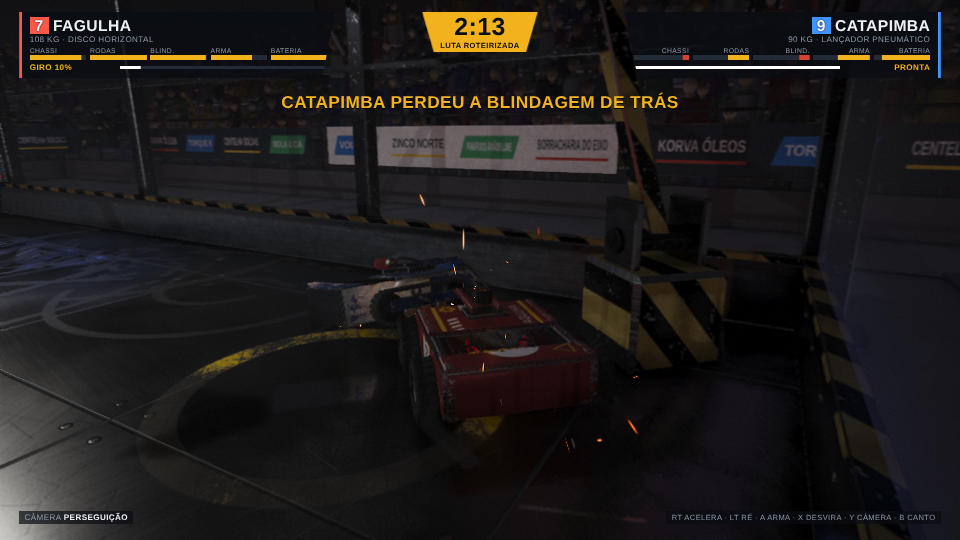 7 FAGULHA
108 KG · DISCO HORIZONTAL
CHASSI RODAS BLIND. ARMA BATERIA
GIRO 10%
2:13
LUTA ROTEIRIZADA
9 CATAPIMBA
90 KG · LANÇADOR PNEUMÁTICO
CHASSI RODAS BLIND. ARMA BATERIA
PRONTA
CATAPIMBA PERDEU A BLINDAGEM DE TRÁS
ZINCO NORTE
BORRACHARIA DO EIXO
KORVA ÓLEOS
TOR
CENTEL
CÂMERA PERSEGUIÇÃO
RT ACELERA · LT RÉ · A ARMA · X DESVIRA · Y CÂMERA · B CANTO